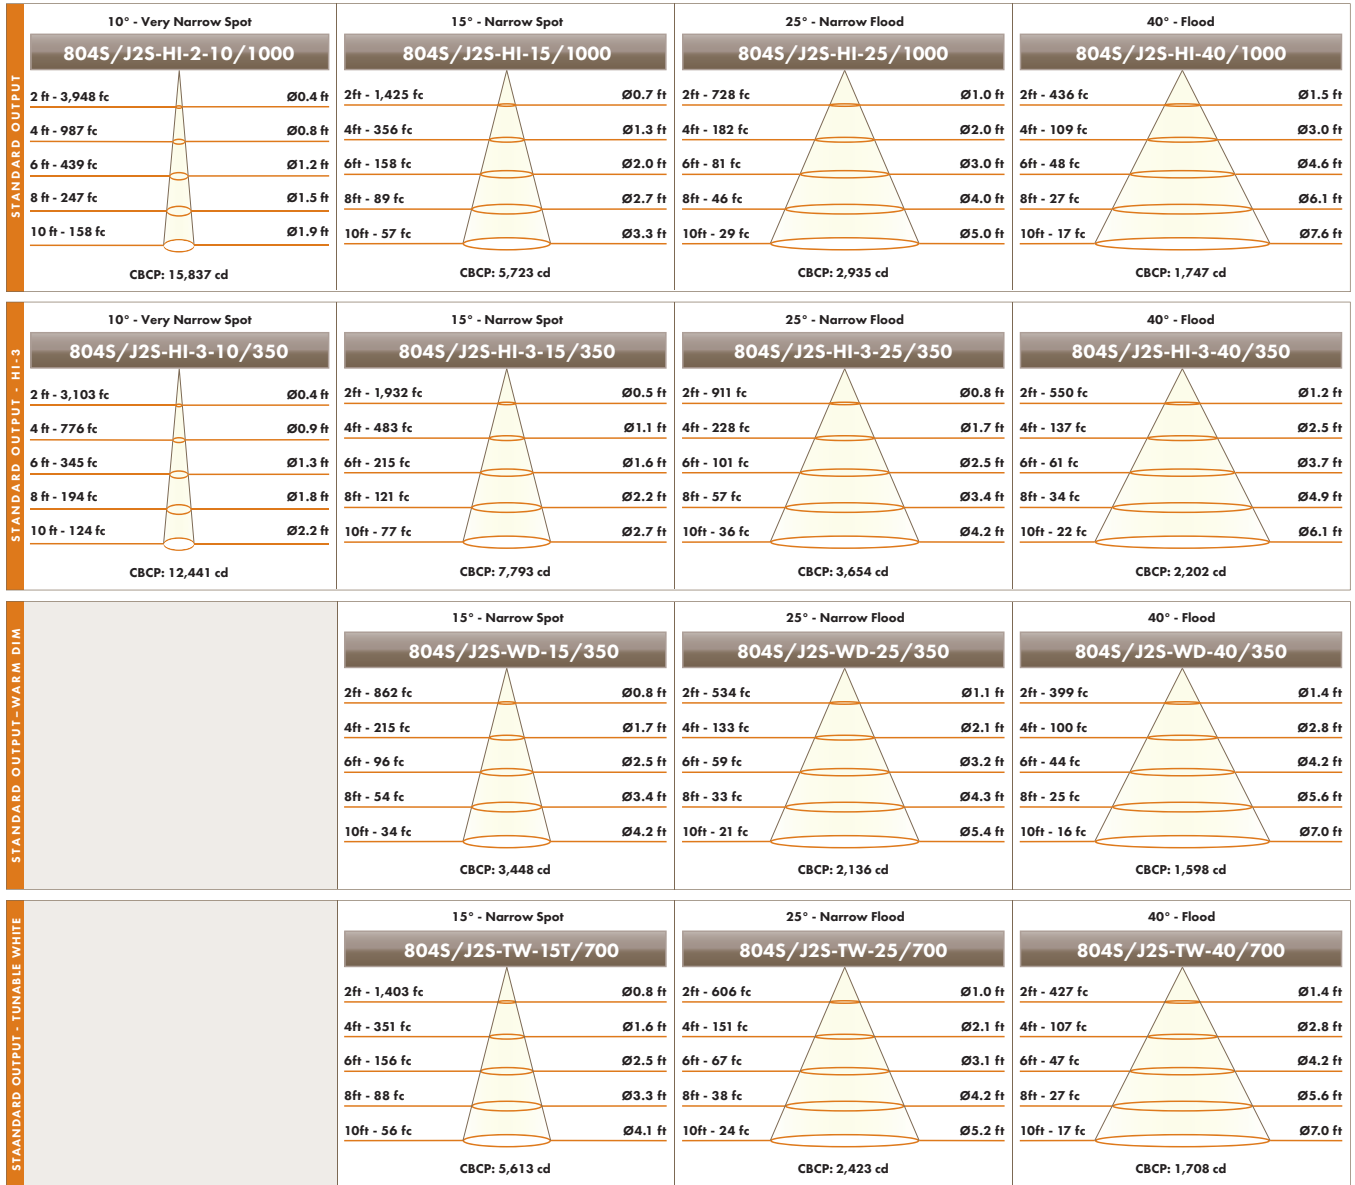 STANDARD OUTPUT
10° - Very Narrow Spot
804S/J2S-HI-2-10/1000
2 ft - 3,948 fc Ø0.4 ft
4 ft - 987 fc Ø0.8 ft
6 ft - 439 fc Ø1.2 ft
8 ft - 247 fc Ø1.5 ft
10 ft - 158 fc Ø1.9 ft
CBCP: 15,837 cd
15° - Narrow Spot
804S/J2S-HI-15/1000
2ft - 1,425 fc Ø0.7 ft
4ft - 356 fc Ø1.3 ft
6ft - 158 fc Ø2.0 ft
8ft - 89 fc Ø2.7 ft
10ft - 57 fc Ø3.3 ft
CBCP: 5,723 cd
25° - Narrow Flood
804S/J2S-HI-25/1000
2ft - 728 fc Ø1.0 ft
4ft - 182 fc Ø2.0 ft
6ft - 81 fc Ø3.0 ft
8ft - 46 fc Ø4.0 ft
10ft - 29 fc Ø5.0 ft
CBCP: 2,935 cd
40° - Flood
804S/J2S-HI-40/1000
2ft - 436 fc Ø1.5 ft
4ft - 109 fc Ø3.0 ft
6ft - 48 fc Ø4.6 ft
8ft - 27 fc Ø6.1 ft
10ft - 17 fc Ø7.6 ft
CBCP: 1,747 cd
STANDARD OUTPUT - HI-3
10° - Very Narrow Spot
804S/J2S-HI-3-10/350
2 ft - 3,103 fc Ø0.4 ft
4 ft - 776 fc Ø0.9 ft
6 ft - 345 fc Ø1.3 ft
8 ft - 194 fc Ø1.8 ft
10 ft - 124 fc Ø2.2 ft
CBCP: 12,441 cd
15° - Narrow Spot
804S/J2S-HI-3-15/350
2ft - 1,932 fc Ø0.5 ft
4ft - 483 fc Ø1.1 ft
6ft - 215 fc Ø1.6 ft
8ft - 121 fc Ø2.2 ft
10ft - 77 fc Ø2.7 ft
CBCP: 7,793 cd
25° - Narrow Flood
804S/J2S-HI-3-25/350
2ft - 911 fc Ø0.8 ft
4ft - 228 fc Ø1.7 ft
6ft - 101 fc Ø2.5 ft
8ft - 57 fc Ø3.4 ft
10ft - 36 fc Ø4.2 ft
CBCP: 3,654 cd
40° - Flood
804S/J2S-HI-3-40/350
2ft - 550 fc Ø1.2 ft
4ft - 137 fc Ø2.5 ft
6ft - 61 fc Ø3.7 ft
8ft - 34 fc Ø4.9 ft
10ft - 22 fc Ø6.1 ft
CBCP: 2,202 cd
STANDARD OUTPUT-WARM DIM
15° - Narrow Spot
804S/J2S-WD-15/350
2ft - 862 fc Ø0.8 ft
4ft - 215 fc Ø1.7 ft
6ft - 96 fc Ø2.5 ft
8ft - 54 fc Ø3.4 ft
10ft - 34 fc Ø4.2 ft
CBCP: 3,448 cd
25° - Narrow Flood
804S/J2S-WD-25/350
2ft - 534 fc Ø1.1 ft
4ft - 133 fc Ø2.1 ft
6ft - 59 fc Ø3.2 ft
8ft - 33 fc Ø4.3 ft
10ft - 21 fc Ø5.4 ft
CBCP: 2,136 cd
40° - Flood
804S/J2S-WD-40/350
2ft - 399 fc Ø1.4 ft
4ft - 100 fc Ø2.8 ft
6ft - 44 fc Ø4.2 ft
8ft - 25 fc Ø5.6 ft
10ft - 16 fc Ø7.0 ft
CBCP: 1,598 cd
STAANDARD OUTPUT - TUNABLE WHITE
15° - Narrow Spot
804S/J2S-TW-15T/700
2ft - 1,403 fc Ø0.8 ft
4ft - 351 fc Ø1.6 ft
6ft - 156 fc Ø2.5 ft
8ft - 88 fc Ø3.3 ft
10ft - 56 fc Ø4.1 ft
CBCP: 5,613 cd
25° - Narrow Flood
804S/J2S-TW-25/700
2ft - 606 fc Ø1.0 ft
4ft - 151 fc Ø2.1 ft
6ft - 67 fc Ø3.1 ft
8ft - 38 fc Ø4.2 ft
10ft - 24 fc Ø5.2 ft
CBCP: 2,423 cd
40° - Flood
804S/J2S-TW-40/700
2ft - 427 fc Ø1.4 ft
4ft - 107 fc Ø2.8 ft
6ft - 47 fc Ø4.2 ft
8ft - 27 fc Ø5.6 ft
10ft - 17 fc Ø7.0 ft
CBCP: 1,708 cd